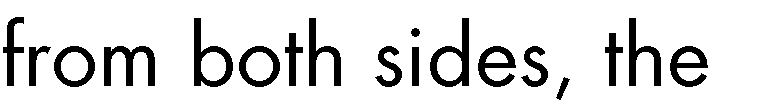 from both sides, the